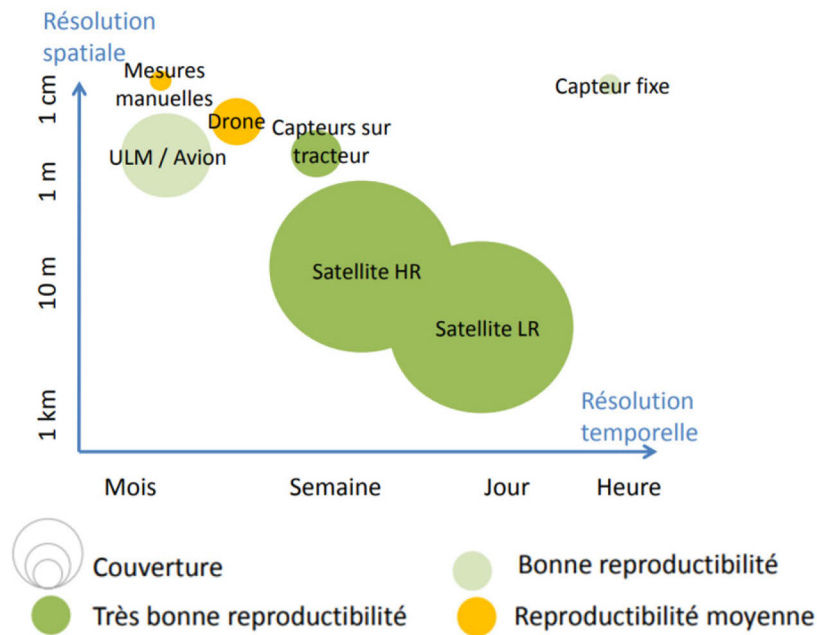 Résolution
spatiale
1 cm
1 m
10 m
1 km
Mesures
manuelles
Drone
ULM / Avion
Capteurs sur
tracteur
Capteur fixe
Satellite HR
Satellite LR
Résolution
temporelle
Mois
Semaine
Jour
Heure
Couverture
Bonne reproductibilité
Très bonne reproductibilité
Reproductibilité moyenne